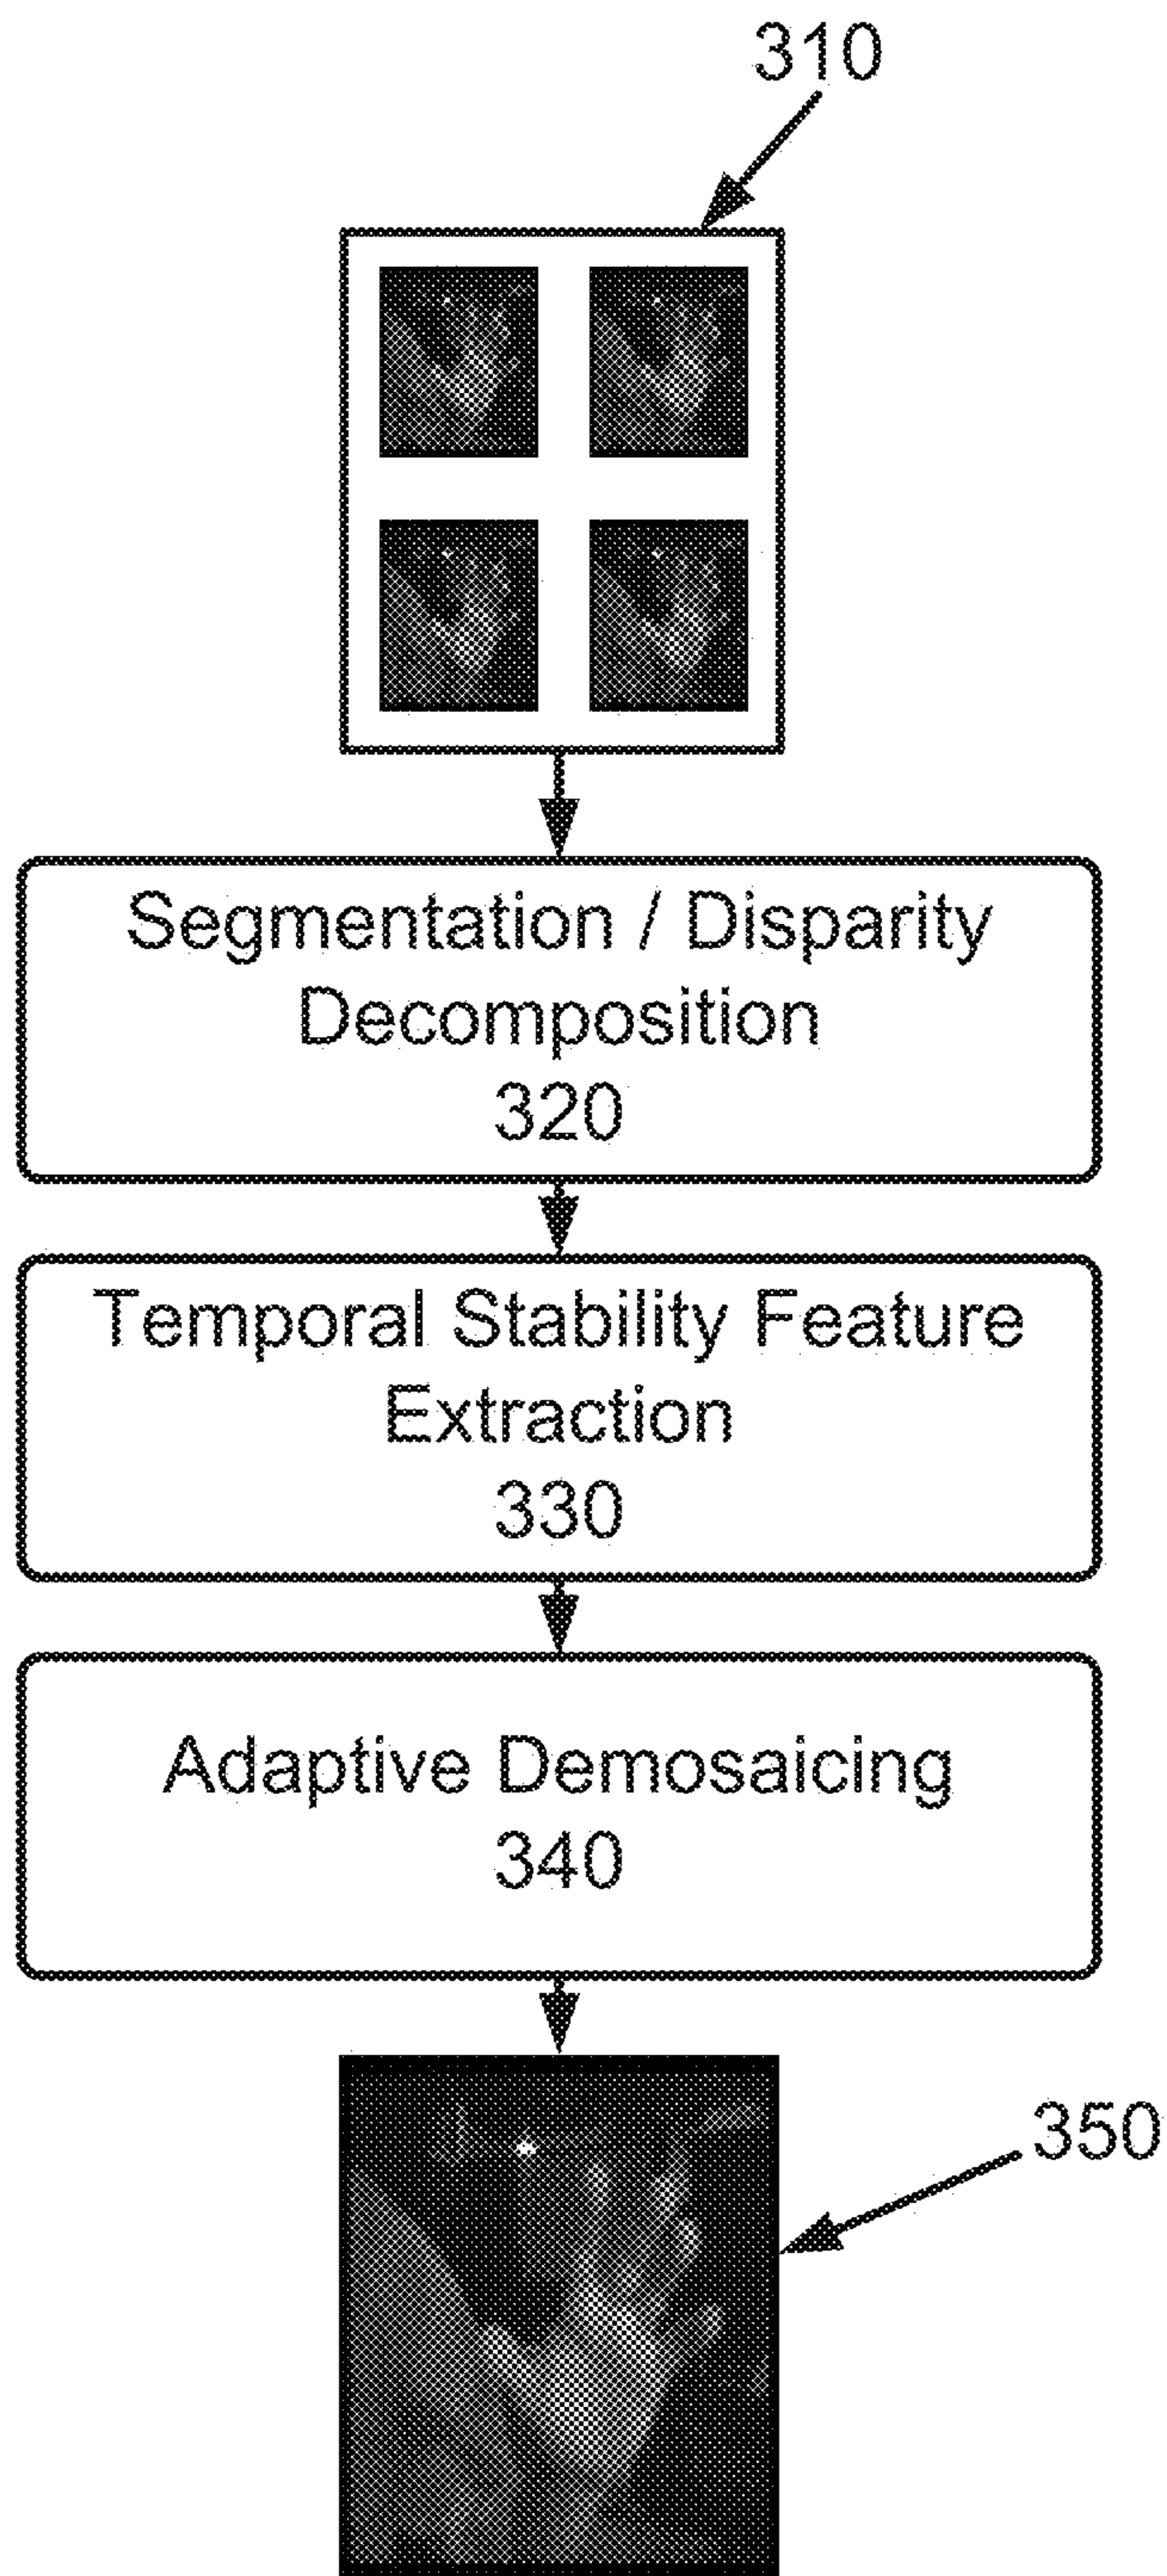 310
Segmentation / Disparity
Decomposition
320
Temporal Stability Feature
Extraction
330
Adaptive Demosaicing
340
350